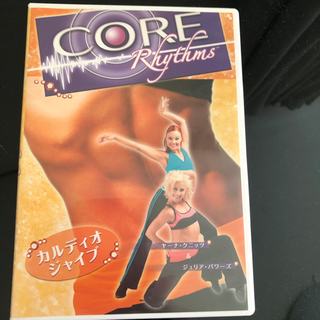 CORE
Rhythms
カルディオ
ジャイブ
ヤーナ・クニッツ
&
ジュリア・パワーズ